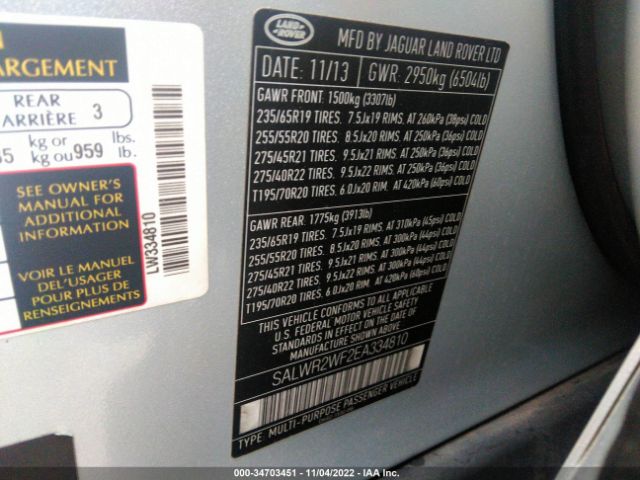 ARGEMENT
REAR
ARRIÈRE 3
kg or lbs.
kg ou 959 lb.
SEE OWNER'S
MANUAL FOR
ADDITIONAL
INFORMATION
VOIR LE MANUEL
DEL'USAGER
POUR PLUS DE
RENSEIGNEMENTS
LW334810
LAND ROVER
MFD BY JAGUAR LAND ROVER LTD
DATE: 11/13 GWR: 2950kg (6504lb)
GAWR FRONT: 1500kg (3307lb)
235/65R19 TIRES. 7.5Jx19 RIMS. AT 260kPa (38psi) COLD
255/55R20 TIRES. 8.5Jx20 RIMS. AT 250kPa (36psi) COLD
275/45R21 TIRES. 9.5Jx21 RIMS. AT 250kPa (36psi) COLD
275/40R22 TIRES. 9.5Jx22 RIMS. AT 250kPa (36psi) COLD
T195/70R20 TIRES. 6.0Jx20 RIM. AT 420kPa (60psi) COLD
GAWR REAR: 1775kg (3913lb)
235/65R19 TIRES. 7.5Jx19 RIMS. AT 310kPa (45psi) COLD
255/55R20 TIRES. 8.5Jx20 RIMS. AT 300kPa (44psi) COLD
275/45R21 TIRES. 9.5Jx21 RIMS. AT 300kPa (44psi) COLD
275/40R22 TIRES. 9.5Jx22 RIMS. AT 300kPa (44psi) COLD
T195/70R20 TIRES. 6.0Jx20 RIM. AT 420kPa (60psi) COLD
THIS VEHICLE CONFORMS TO ALL APPLICABLE
U.S. FEDERAL MOTOR VEHICLE SAFETY STANDARDS
IN EFFECT ON THE DATE OF MANUFACTURE
SHOWN ABOVE.
SALWR2WF2EA334810
TYPE: MULTI-PURPOSE PASSENGER VEHICLE
000-34703451 - 11/04/2022 - IAA Inc.